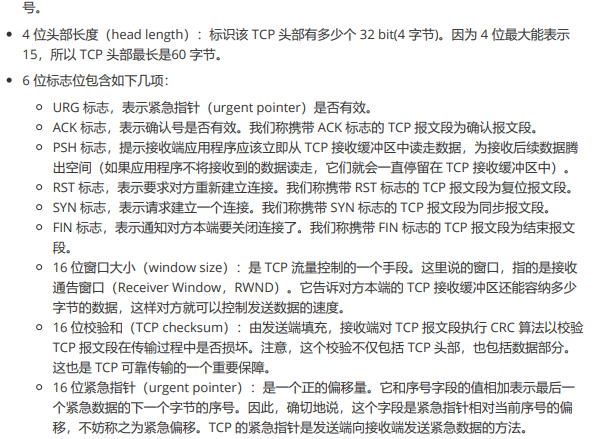 号。
• 4 位头部长度（head length）：标识该 TCP 头部有多少个 32 bit(4 字节)。因为 4 位最大能表示
15，所以 TCP 头部最长是60 字节。
• 6 位标志位包含如下几项：
○ URG 标志，表示紧急指针（urgent pointer）是否有效。
○ ACK 标志，表示确认号是否有效。我们称携带 ACK 标志的 TCP 报文段为确认报文段。
○ PSH 标志，提示接收端应用程序应该立即从 TCP 接收缓冲区中读走数据，为接收后续数据腾
出空间（如果应用程序不将接收到的数据读走，它们就会一直停留在 TCP 接收缓冲区中）。
○ RST 标志，表示要求对方重新建立连接。我们称携带 RST 标志的 TCP 报文段为复位报文段。
○ SYN 标志，表示请求建立一个连接。我们称携带 SYN 标志的 TCP 报文段为同步报文段。
○ FIN 标志，表示通知对方本端要关闭连接了。我们称携带 FIN 标志的 TCP 报文段为结束报文
段。
○ 16 位窗口大小（window size）：是 TCP 流量控制的一个手段。这里说的窗口，指的是接收
通告窗口（Receiver Window，RWND）。它告诉对方本端的 TCP 接收缓冲区还能容纳多少
字节的数据，这样对方就可以控制发送数据的速度。
○ 16 位校验和（TCP checksum）：由发送端填充，接收端对 TCP 报文段执行 CRC 算法以校验
TCP 报文段在传输过程中是否损坏。注意，这个校验不仅包括 TCP 头部，也包括数据部分。
这也是 TCP 可靠传输的一个重要保障。
○ 16 位紧急指针（urgent pointer）：是一个正的偏移量。它和序号字段的值相加表示最后一
个紧急数据的下一个字节的序号。因此，确切地说，这个字段是紧急指针相对当前序号的偏
移，不妨称之为紧急偏移。TCP 的紧急指针是发送端向接收端发送紧急数据的方法。